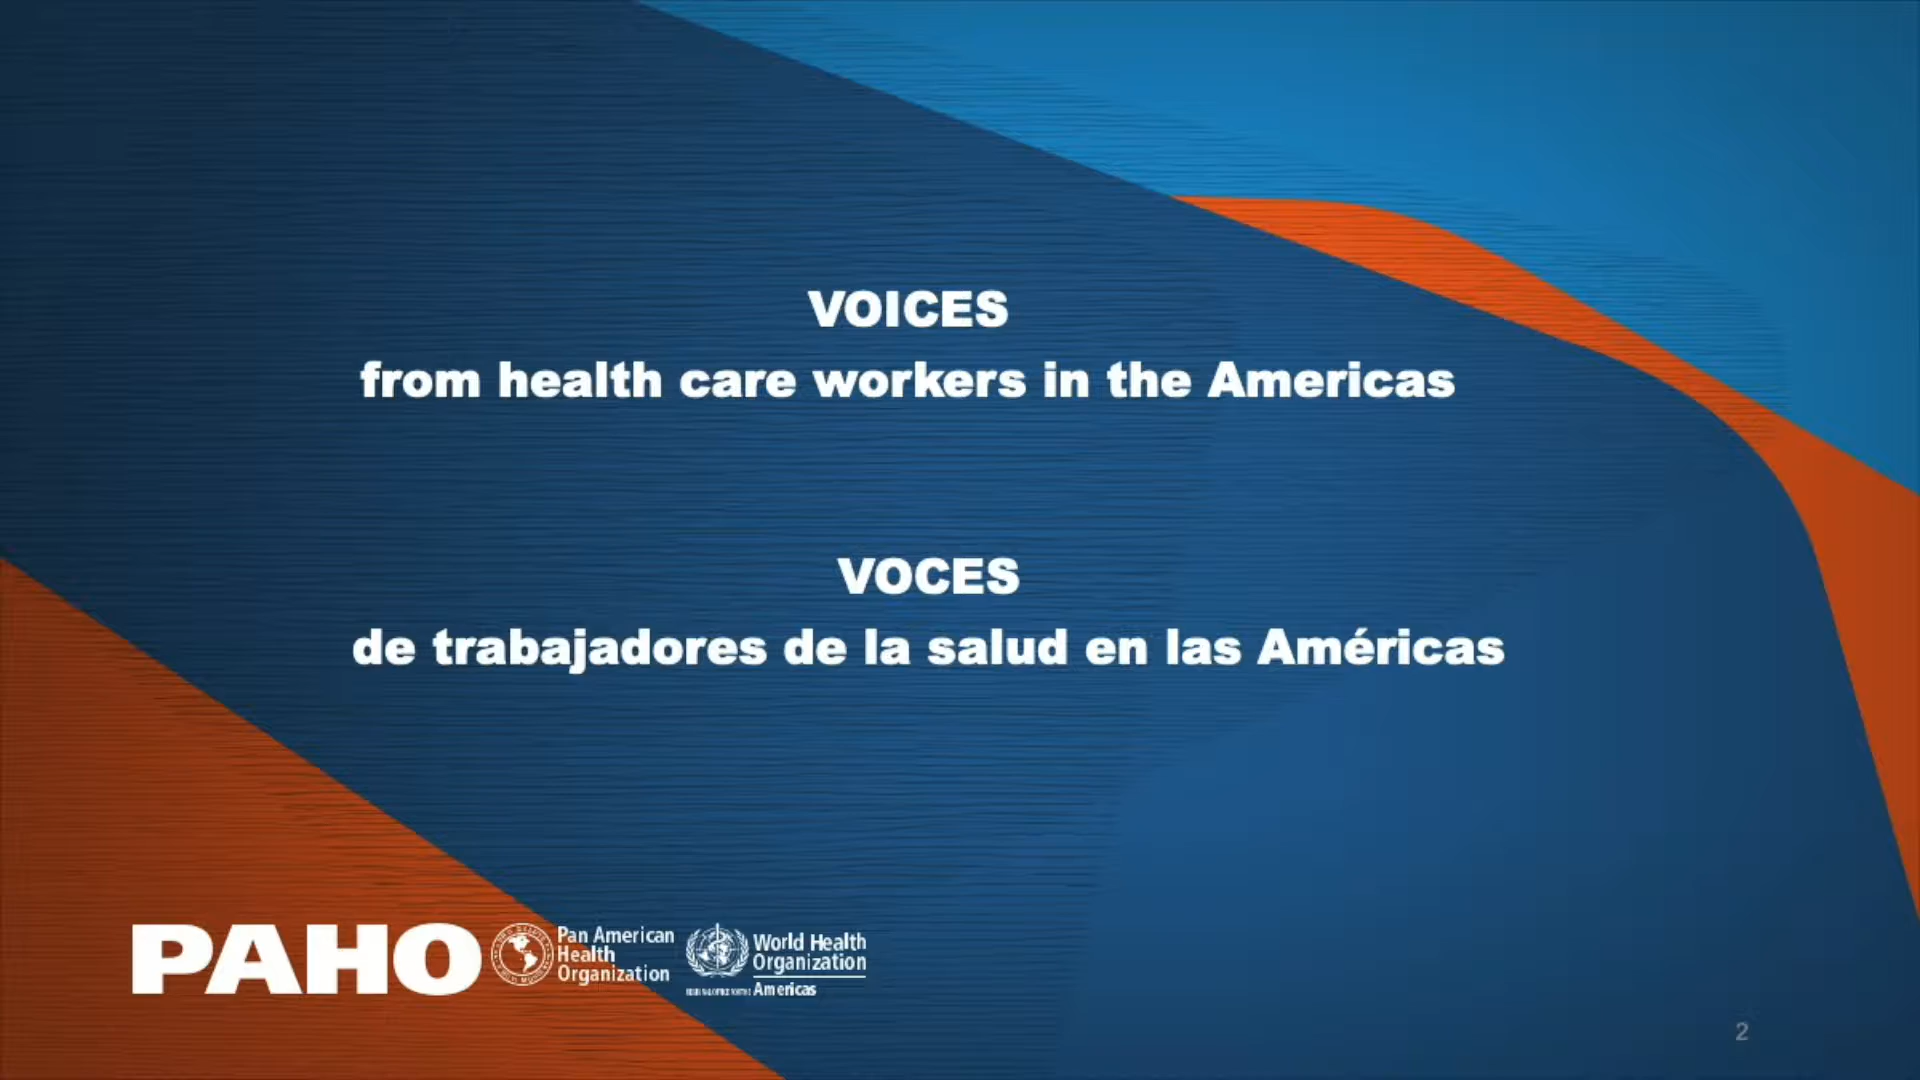 VOICES
from health care workers in the Americas
VOCES
de trabajadores de la salud en las Américas
PAHO
Pan American
Health
Organization
World Health
Organization
Americas
2